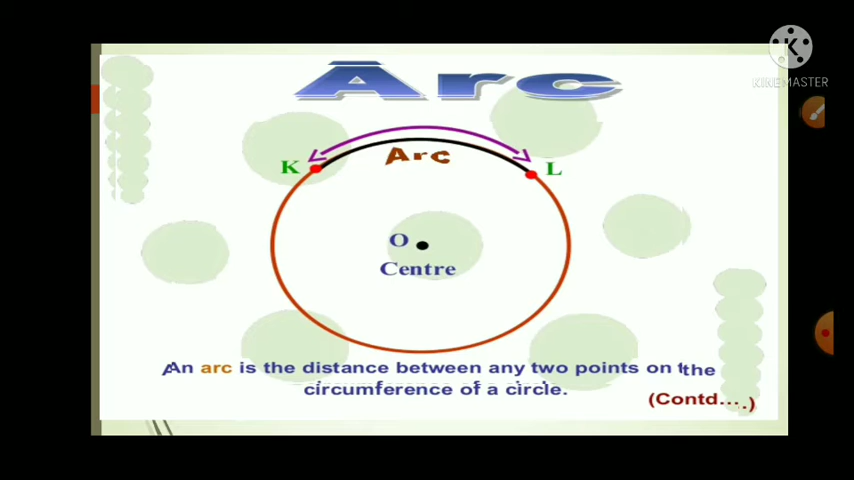 Arc
KINEMASTER
K
Arc
L
O
Centre
An arc is the distance between any two points on the
circumference of a circle.
(Contd....)